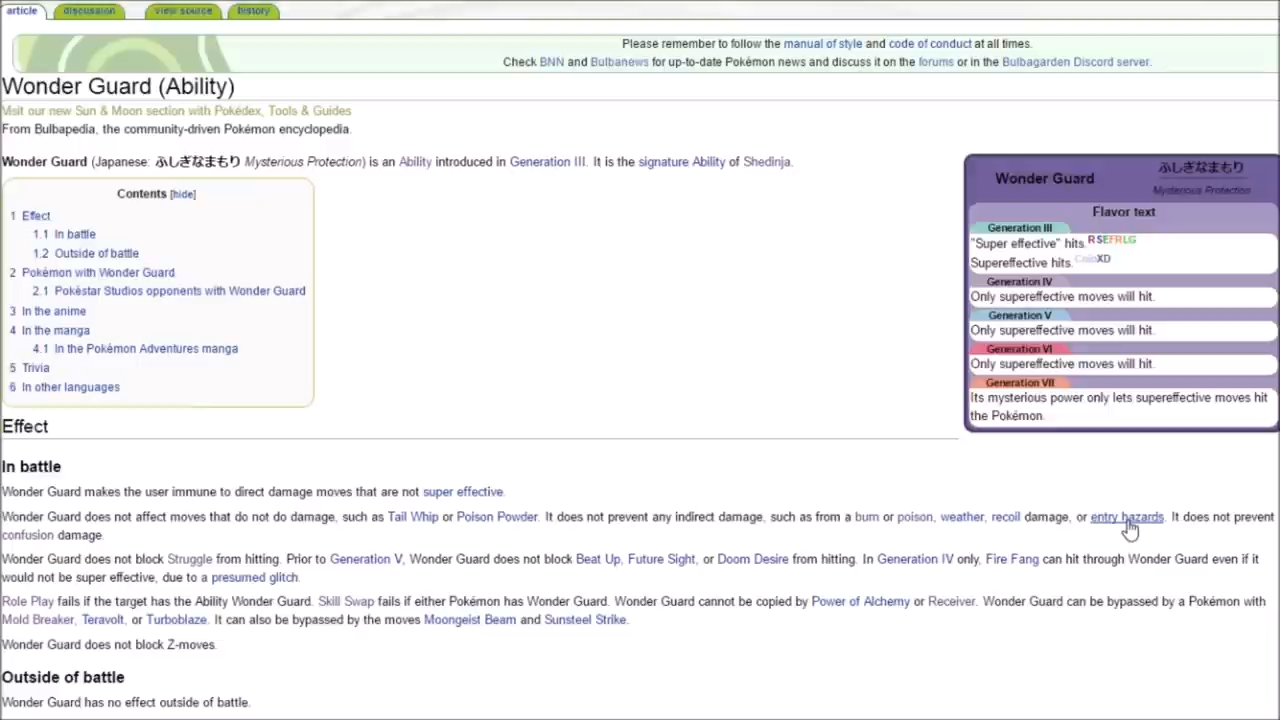 article discussion view source history
Please remember to follow the manual of style and code of conduct at all times.
Check BNN and Bulbanews for up-to-date Pokémon news and discuss it on the forums or in the Bulbagarden Discord server.
Wonder Guard (Ability)
Visit our new Sun & Moon section with Pokédex, Tools & Guides
From Bulbapedia, the community-driven Pokémon encyclopedia.
Wonder Guard (Japanese: ふしぎなまもり Mysterious Protection) is an Ability introduced in Generation III. It is the signature Ability of Shedinja.
Contents [hide]
1 Effect
1.1 In battle
1.2 Outside of battle
2 Pokémon with Wonder Guard
2.1 Pokéstar Studios opponents with Wonder Guard
3 In the anime
4 In the manga
4.1 In the Pokémon Adventures manga
5 Trivia
6 In other languages
Wonder Guard ふしぎなまもり
Mysterious Protection
Flavor text
Generation III
"Super effective" hits. RSEFRLG
Supereffective hits. ColoXD
Generation IV
Only supereffective moves will hit.
Generation V
Only supereffective moves will hit.
Generation VI
Only supereffective moves will hit.
Generation VII
Its mysterious power only lets supereffective moves hit
the Pokémon.
Effect
In battle
Wonder Guard makes the user immune to direct damage moves that are not super effective.
Wonder Guard does not affect moves that do not do damage, such as Tail Whip or Poison Powder. It does not prevent any indirect damage, such as from a burn or poison, weather, recoil damage, or entry hazards. It does not prevent
confusion damage.
Wonder Guard does not block Struggle from hitting. Prior to Generation V, Wonder Guard does not block Beat Up, Future Sight, or Doom Desire from hitting. In Generation IV only, Fire Fang can hit through Wonder Guard even if it
would not be super effective, due to a presumed glitch.
Role Play fails if the target has the Ability Wonder Guard. Skill Swap fails if either Pokémon has Wonder Guard. Wonder Guard cannot be copied by Power of Alchemy or Receiver. Wonder Guard can be bypassed by a Pokémon with
Mold Breaker, Teravolt, or Turboblaze. It can also be bypassed by the moves Moongeist Beam and Sunsteel Strike.
Wonder Guard does not block Z-moves.
Outside of battle
Wonder Guard has no effect outside of battle.